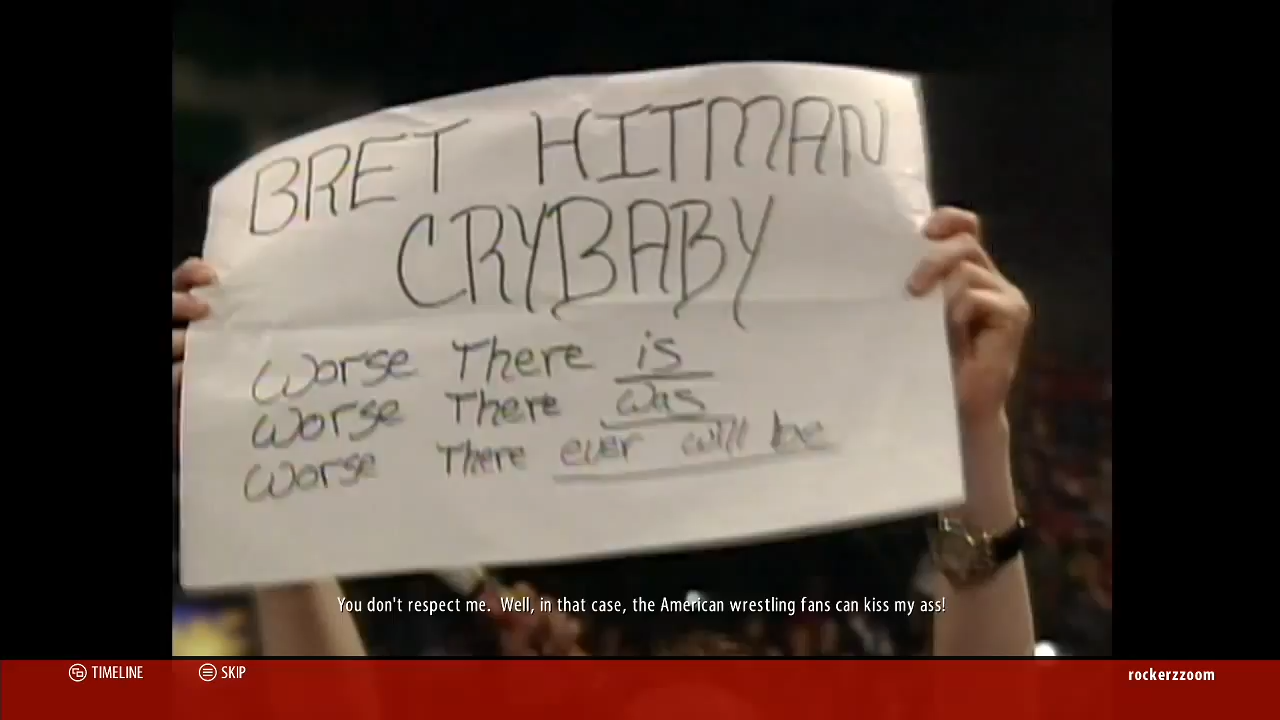 BRET HITMAN
CRYBABY
Worse There is
Worse There was
Worse There ever will be
You don't respect me. Well, in that case, the American wrestling fans can kiss my ass!
TIMELINE
SKIP
rockerzzoom